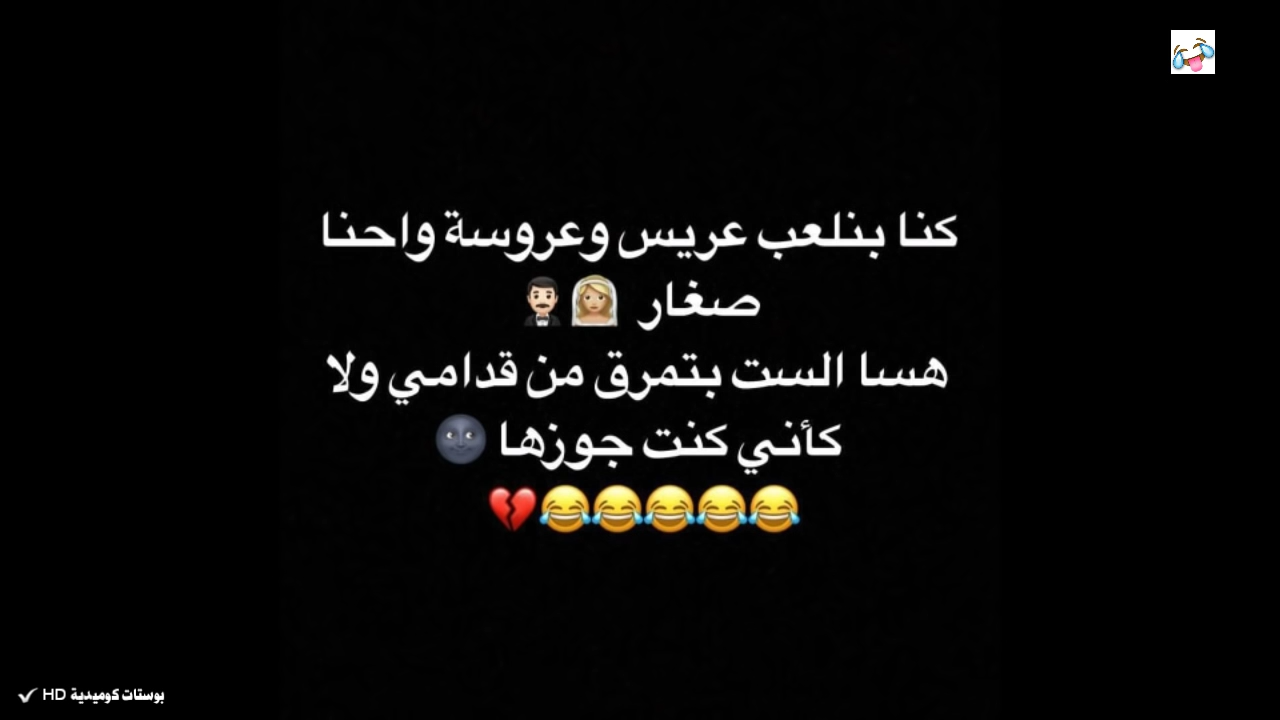 كنا بنلعب عريس وعروسة واحنا
صغار 👰🏼🤵🏻
هسا الست بتمرق من قدامي ولا
كأني كنت جوزها 🌚
😂😂😂😂😂💔
بوستات كوميدية HD ✓